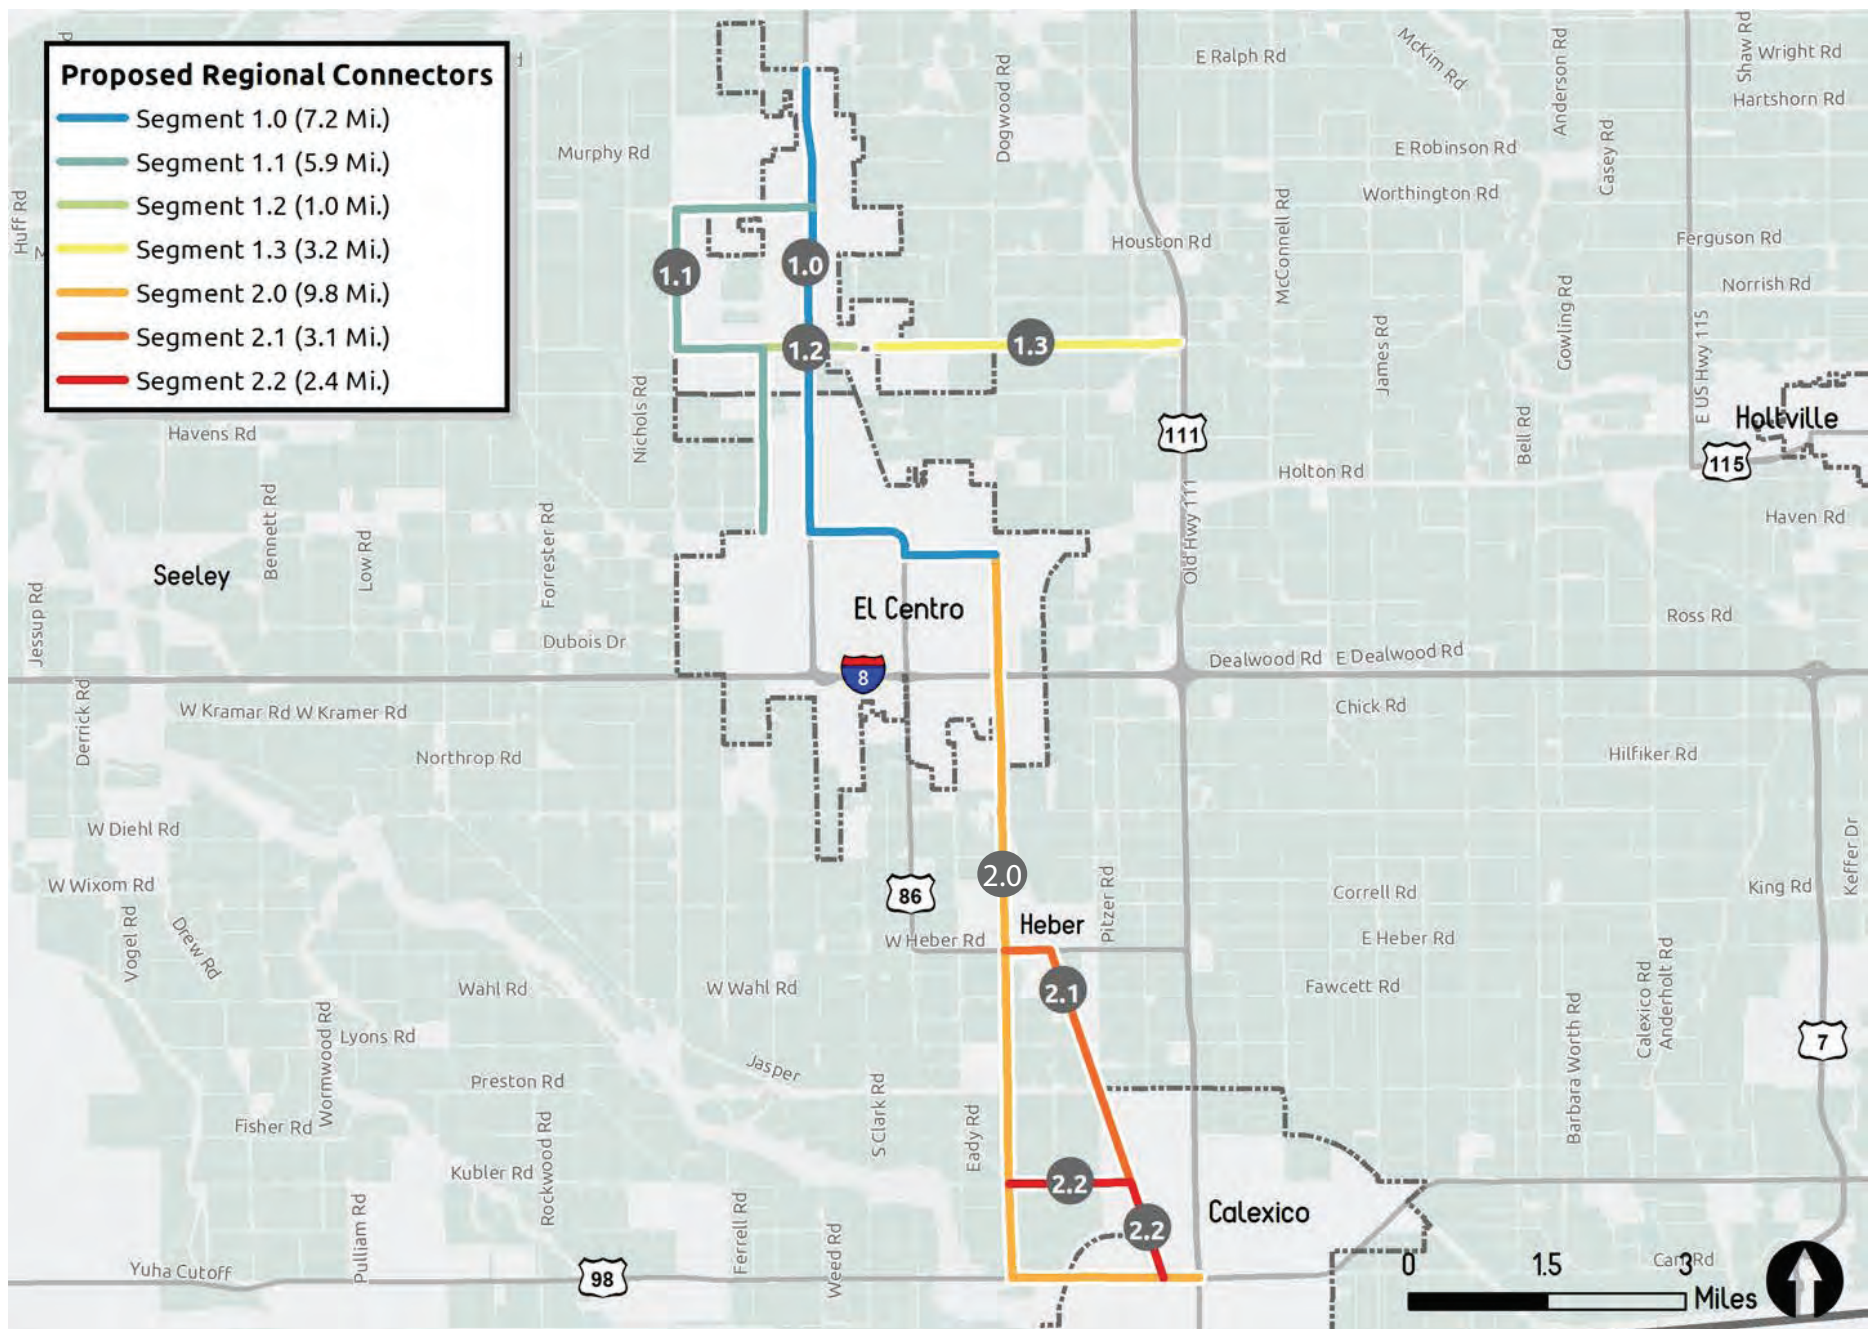 Proposed Regional Connectors
Segment 1.0 (7.2 Mi.)
Segment 1.1 (5.9 Mi.)
Segment 1.2 (1.0 Mi.)
Segment 1.3 (3.2 Mi.)
Segment 2.0 (9.8 Mi.)
Segment 2.1 (3.1 Mi.)
Segment 2.2 (2.4 Mi.)
E Ralph Rd
McKim Rd
Anderson Rd
Shaw Rd
Wright Rd
Hartshorn Rd
Dogwood Rd
Murphy Rd
E Robinson Rd
Casey Rd
Worthington Rd
McConnell Rd
Huff Rd
Houston Rd
Ferguson Rd
1.1
1.0
Norrish Rd
Gowling Rd
1.2
1.3
James Rd
E US Hwy 115
Nichols Rd
Holtville
Havens Rd
111
Bell Rd
115
Holton Rd
Haven Rd
Bennett Rd
Low Rd
Forrester Rd
Old Hwy 111
Seeley
El Centro
Jessup Rd
Ross Rd
Dubois Dr
Dealwood Rd
E Dealwood Rd
8
Derrick Rd
W Kramar Rd
W Kramer Rd
Chick Rd
Northrop Rd
Hilfiker Rd
W Diehl Rd
Keffer Dr
2.0
W Wixom Rd
86
Pitzer Rd
Correll Rd
King Rd
Heber
Vogel Rd
Drew Rd
W Heber Rd
E Heber Rd
2.1
Wahl Rd
W Wahl Rd
Fawcett Rd
Calexico Rd
Anderholt Rd
Barbara Worth Rd
Wormwood Rd
Lyons Rd
7
Jasper
Preston Rd
S Clark Rd
Eady Rd
Fisher Rd
Rockwood Rd
Kubler Rd
2.2
Calexico
2.2
Pulliam Rd
Ferrell Rd
Weed Rd
Yuha Cutoff
98
0
1.5
3
Miles